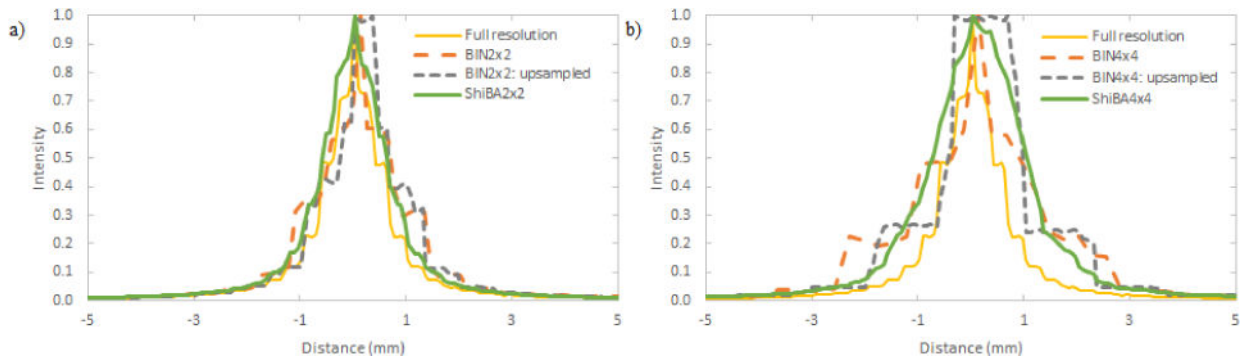 a)
1.0
0.9
0.8
0.7
0.6
0.5
0.4
0.3
0.2
0.1
0.0
Intensity
-5
-3
-1
1
3
5
Distance (mm)
Full resolution
BIN2x2
BIN2x2: upsampled
ShiBA2x2
b)
1.0
0.9
0.8
0.7
0.6
0.5
0.4
0.3
0.2
0.1
0.0
Intensity
-5
-3
-1
1
3
5
Distance (mm)
Full resolution
BIN4x4
BIN4x4: upsampled
ShiBA4x4